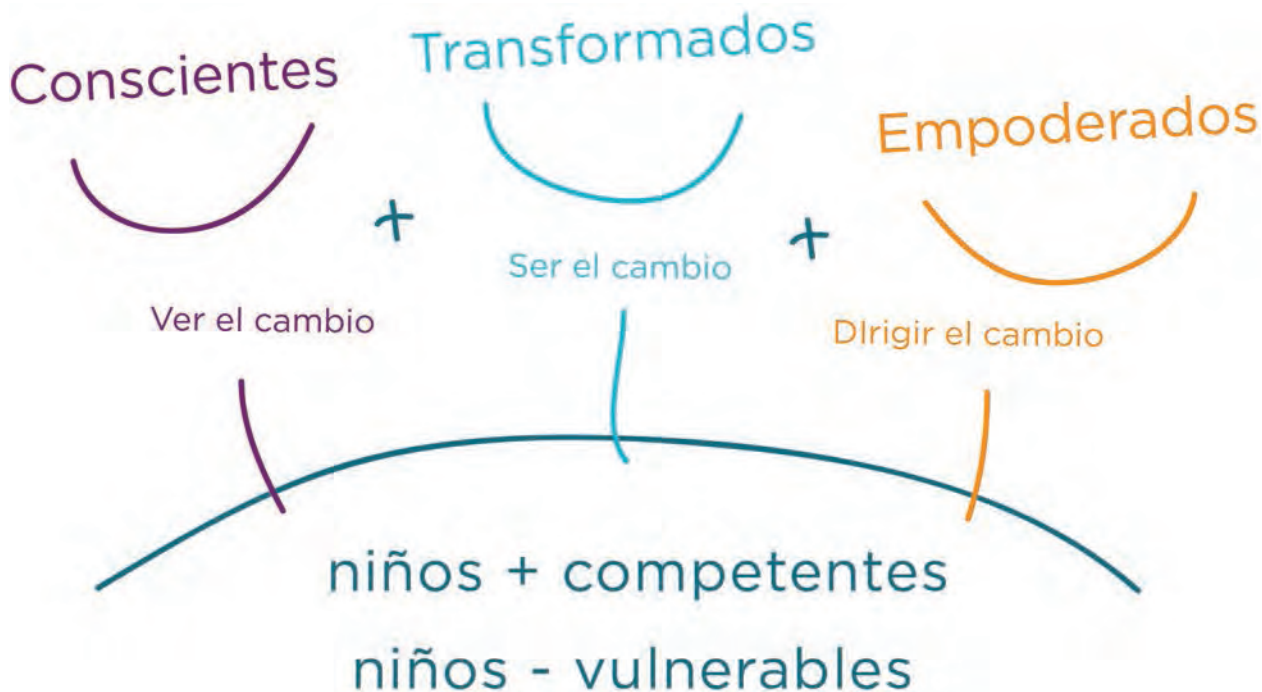 Conscientes
Transformados
Empoderados
+
+
Ver el cambio
Ser el cambio
DIrigir el cambio
niños + competentes
niños - vulnerables